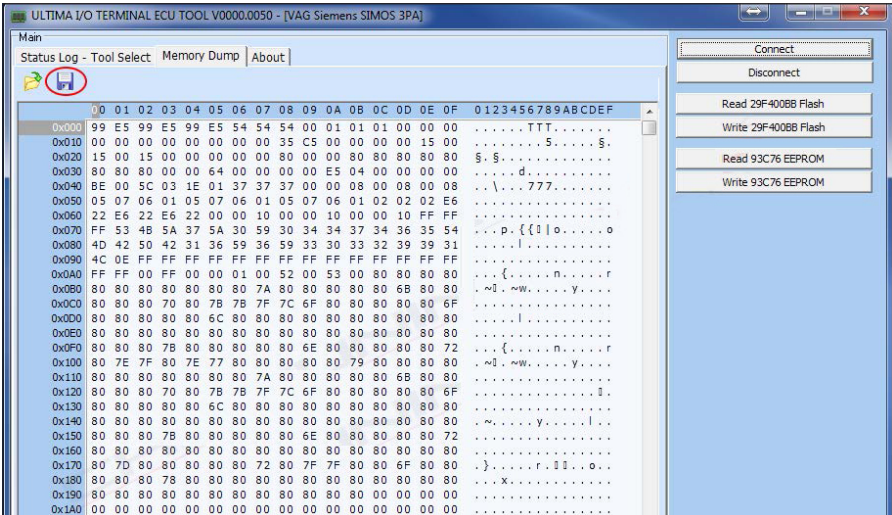 ULTIMA I/O TERMINAL ECU TOOL V0000.0050 - [VAG Siemens SIMOS 3PA]
Main
Status Log - Tool Select Memory Dump About
Connect
Disconnect
Read 29F400BB Flash
Write 29F400BB Flash
Read 93C76 EEPROM
Write 93C76 EEPROM
00 01 02 03 04 05 06 07 08 09 0A 0B 0C 0D 0E 0F 0123456789ABCDEF
0x000 99 E5 99 E5 99 E5 54 54 54 00 01 01 01 00 00 00 . . . . . . TTT. . . . . . .
0x010 00 00 00 00 00 00 00 00 35 C5 00 00 00 00 15 00 . . . . . . . . 5 . . . . . §.
0x020 15 00 15 00 00 00 00 00 80 00 00 80 80 80 80 80 §. §. . . . . . . . . . . . .
0x030 80 80 80 00 00 64 00 00 00 00 E5 04 00 00 00 00 . . . . . d. . . . . . . . . .
0x040 BE 00 5C 03 1E 01 37 37 37 00 00 08 00 08 00 08 . . \ . . . 777. . . . . . .
0x050 05 07 06 01 05 07 06 01 05 07 06 01 02 02 02 E6 . . . . . . . . . . . . . . . .
0x060 22 E6 22 E6 22 00 00 10 00 00 10 00 00 10 FF FF . . . . . . . . . . . . . . . .
0x070 FF 53 4B 5A 37 5A 30 59 30 34 34 37 34 36 35 54
0x080 4D 42 50 42 31 36 59 36 59 33 30 33 32 39 39 31
0x090 4C 0E FF FF FF FF FF FF FF FF FF FF FF FF FF FF . . . . . . . . . . . . . . . .
0x0A0 FF FF 00 FF 00 00 01 00 52 00 53 00 80 80 80 80 . . . { . . . . . n. . . . . r
0x0B0 80 80 80 80 80 80 80 7A 80 80 80 80 80 6B 80 80
0x0C0 80 80 80 70 80 7B 7B 7F 7C 6F 80 80 80 80 80 6F
0x0D0 80 80 80 80 80 6C 80 80 80 80 80 80 80 80 80 80
0x0E0 80 80 80 80 80 80 80 80 80 80 80 80 80 80 80 80 . . . . . . . . . . . . . . . .
0x0F0 80 80 80 7B 80 80 80 80 80 6E 80 80 80 80 80 72 . . . { . . . . . n. . . . . r
0x100 80 7E 7F 80 7E 77 80 80 80 80 80 79 80 80 80 80
0x110 80 80 80 80 80 80 80 7A 80 80 80 80 80 6B 80 80 . . . . . . . . . . . . . . . .
0x120 80 80 80 70 80 7B 7B 7F 7C 6F 80 80 80 80 80 6F
0x130 80 80 80 80 80 6C 80 80 80 80 80 80 80 80 80 80 . . . . . . . . . . . . . . . .
0x140 80 80 80 80 80 80 80 80 80 80 80 80 80 80 80 80
0x150 80 80 80 7B 80 80 80 80 80 6E 80 80 80 80 80 72 . . . . . . . . . . . . . . . .
0x160 80 80 80 80 80 80 80 80 80 80 80 80 80 80 80 80 . . . . . . . . . . . . . . . .
0x170 80 7D 80 80 80 80 80 72 80 7F 7F 80 80 6F 80 80
0x180 80 80 80 78 80 80 80 80 80 80 80 80 80 80 80 80 . . . x. . . . . . . . . . . .
0x190 80 80 80 80 80 80 80 80 00 00 00 00 00 00 00 00 . . . . . . . . . . . . . . . .
0x1A0 00 00 00 00 00 00 00 00 00 00 00 00 00 00 00 00 . . . . . . . . . . . . . . . .